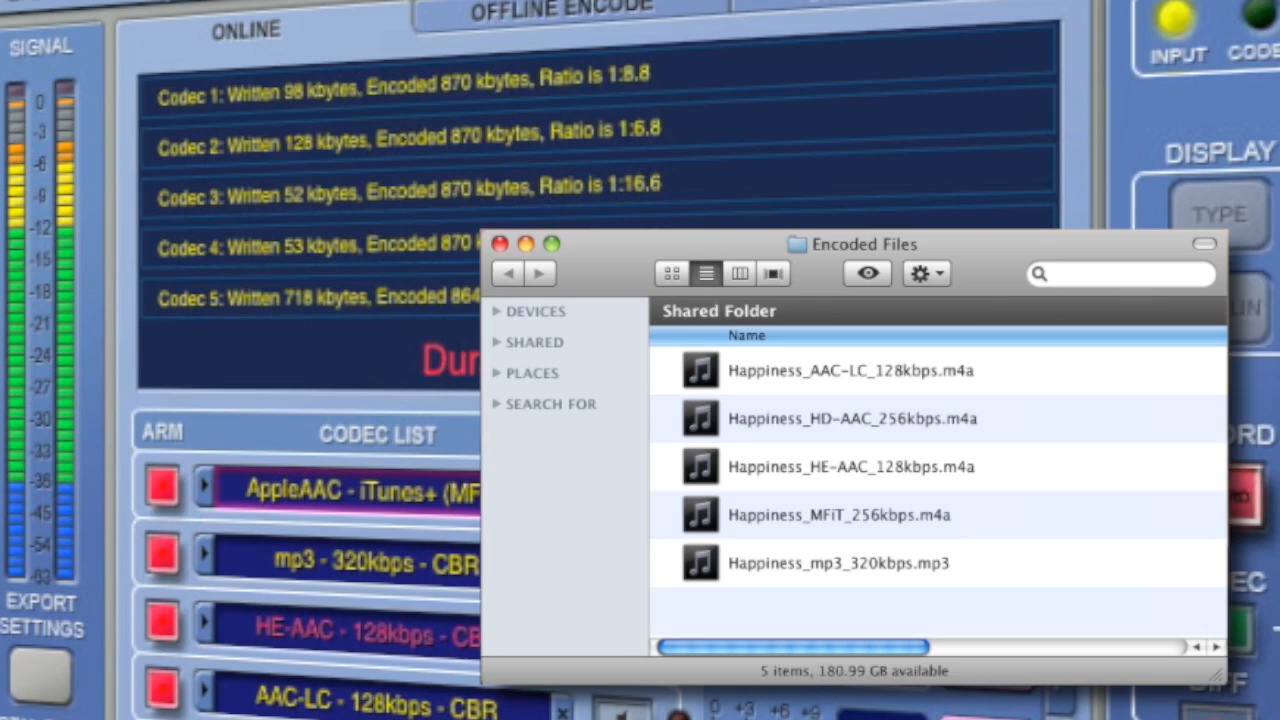 OFFLINE ENCODE
ONLINE
SIGNAL
INPUT
Codec 1: Written 98 kbytes, Encoded 870 kbytes, Ratio is 1:8.8
Codec 2: Written 128 kbytes, Encoded 870 kbytes, Ratio is 1:6.8
Codec 3: Written 52 kbytes, Encoded 870 kbytes, Ratio is 1:16.6
Codec 4: Written 53 kbytes, Encoded 870
Codec 5: Written 718 kbytes, Encoded 864
0
-3
-6
-9
-12
-15
-18
-21
-24
-27
-30
-33
-36
-45
-54
-63
EXPORT
SETTINGS
DISPLAY
TYPE
ARM
CODEC LIST
AppleAAC - iTunes+ (MF
mp3 - 320kbps - CBR
HE-AAC - 128kbps - CB
AAC-LC - 128kbps - CBR
0 +3 +6 +9
DIFF
Encoded Files
DEVICES
SHARED
PLACES
SEARCH FOR
Shared Folder
Name
Happiness_AAC-LC_128kbps.m4a
Happiness_HD-AAC_256kbps.m4a
Happiness_HE-AAC_128kbps.m4a
Happiness_MFiT_256kbps.m4a
Happiness_mp3_320kbps.mp3
5 items, 180.99 GB available